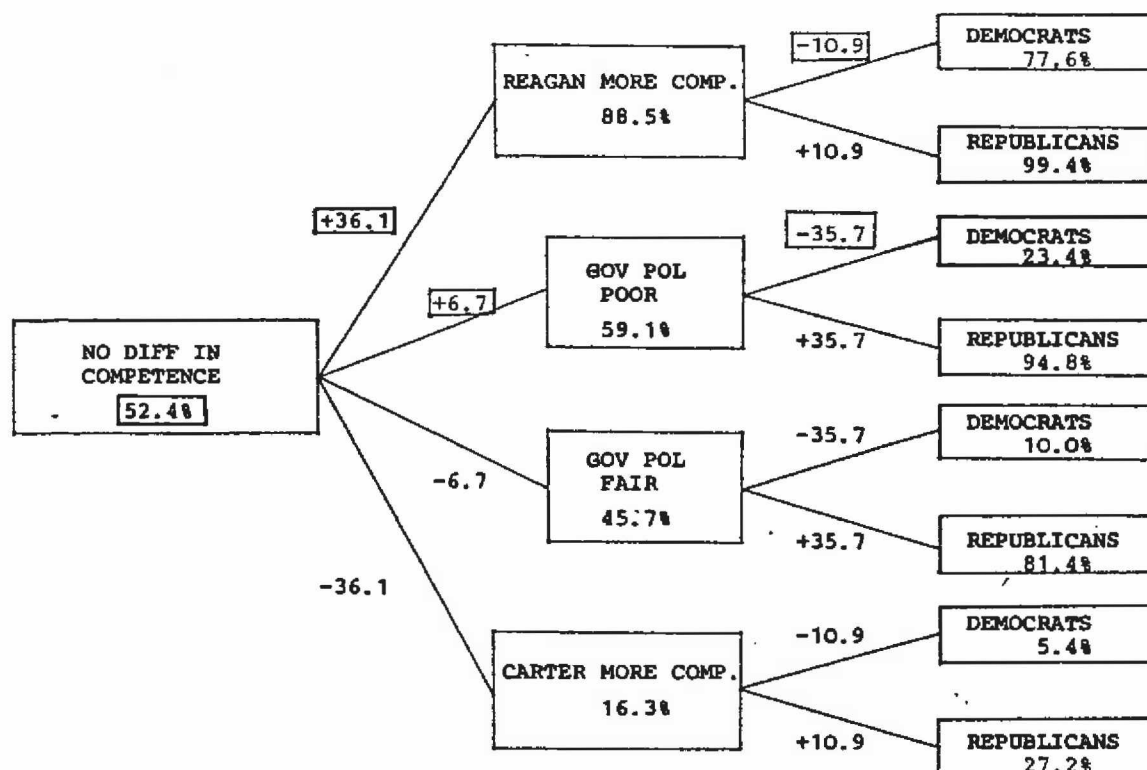 -10.9
DEMOCRATS
77.6%
REAGAN MORE COMP.
88.5%
+10.9
REPUBLICANS
99.4%
+36.1
-35.7
DEMOCRATS
23.4%
GOV POL
POOR
59.1%
+6.7
+35.7
REPUBLICANS
94.8%
NO DIFF IN
COMPETENCE
52.4%
-35.7
DEMOCRATS
10.0%
GOV POL
FAIR
45.7%
-6.7
+35.7
REPUBLICANS
81.4%
-36.1
-10.9
DEMOCRATS
5.4%
CARTER MORE COMP.
16.3%
+10.9
REPUBLICANS
27.2%